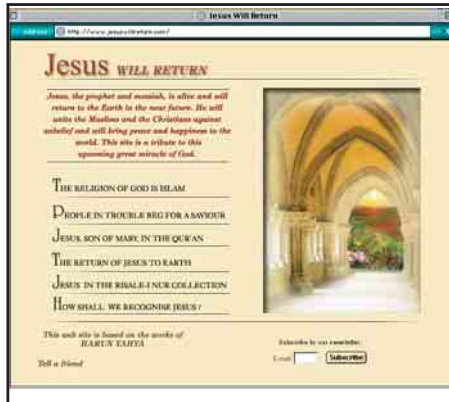 Jesus Will Return
Address
http://www.jesuswillreturn.com/
Jesus WILL RETURN
Jesus, the prophet and messiah, is alive and will
return to the Earth in the near future. He will
unite the Muslims and the Christians against
unbelief and will bring peace and happiness to the
world. This site is a tribute to this
upcoming great miracle of God.
THE RELIGION OF GOD IS ISLAM
PEOPLE IN TROUBLE BEG FOR A SAVIOUR
JESUS, SON OF MARY, IN THE QUR'AN
THE RETURN OF JESUS TO EARTH
JESUS IN THE RISALE-I NUR COLLECTION
HOW SHALL WE RECOGNISE JESUS ?
This web site is based on the works of
HARUN YAHYA
Tell a friend
Subscribe to our newsletter.
E-mail Subscribe